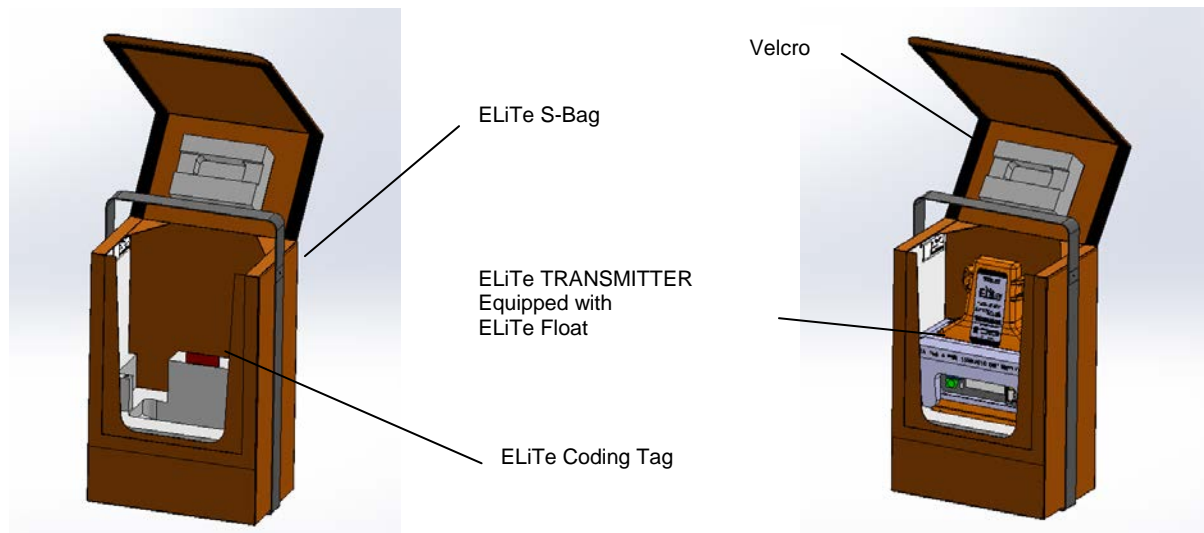 Velcro
ELiTe S-Bag
ELiTe TRANSMITTER
Equipped with
ELiTe Float
ELiTe Coding Tag